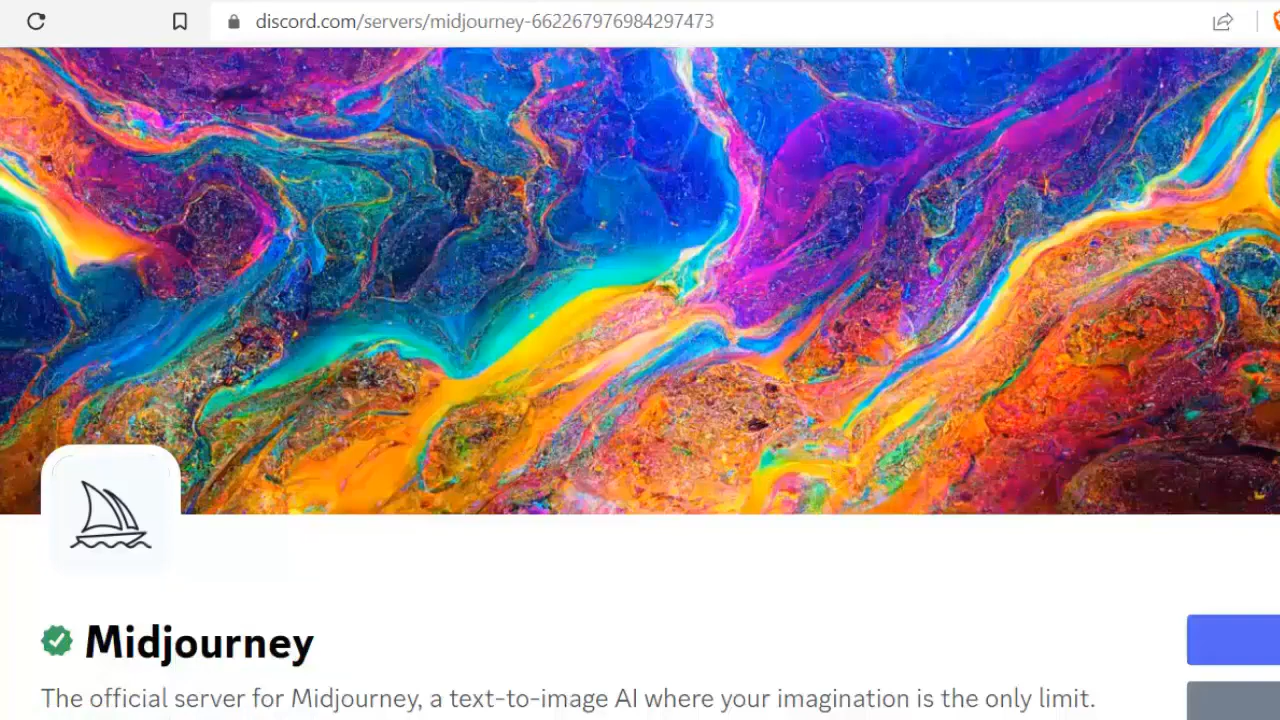 discord.com/servers/midjourney-662267976984297473
Midjourney
The official server for Midjourney, a text-to-image AI where your imagination is the only limit.